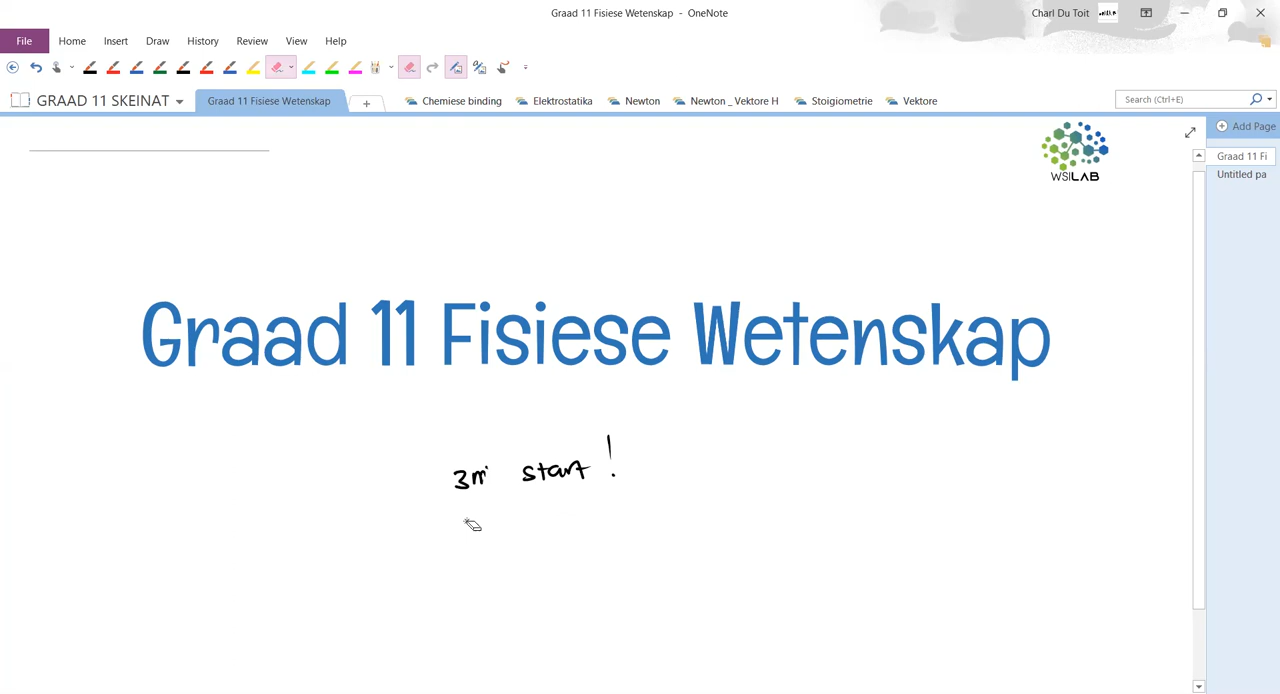 Graad 11 Fisiese Wetenskap - OneNote
Charl Du Toit
File Home Insert Draw History Review View Help
GRAAD 11 SKEINAT
Graad 11 Fisiese Wetenskap
Chemiese binding
Elektrostatika
Newton
Newton _ Vektore H
Stoigiometrie
Vektore
Search (Ctrl+E)
Add Page
Graad 11 Fi
Untitled pa
WSILAB
Graad 11 Fisiese Wetenskap
start !